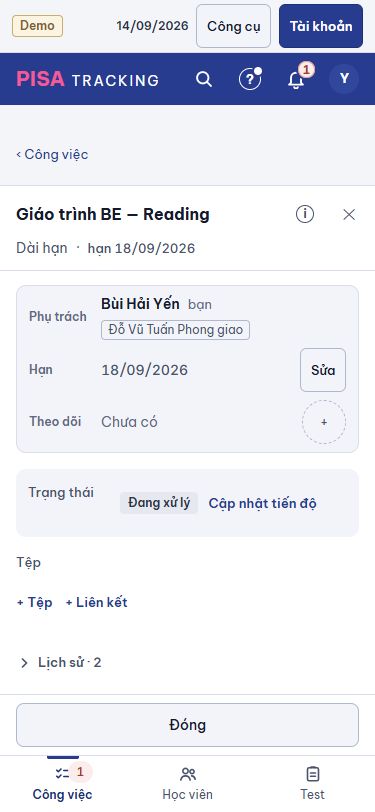 Demo
14/09/2026
Công cụ
Tài khoản
PISA TRACKING
?
1
Y
‹ Công việc
Giáo trình BE — Reading
i
Dài hạn · hạn 18/09/2026
Phụ trách
Bùi Hải Yến bạn
Đỗ Vũ Tuấn Phong giao
Hạn
18/09/2026
Sửa
Theo dõi
Chưa có
+
Trạng thái
Đang xử lý
Cập nhật tiến độ
Tệp
+ Tệp
+ Liên kết
Lịch sử · 2
Đóng
1
Công việc
Học viên
Test